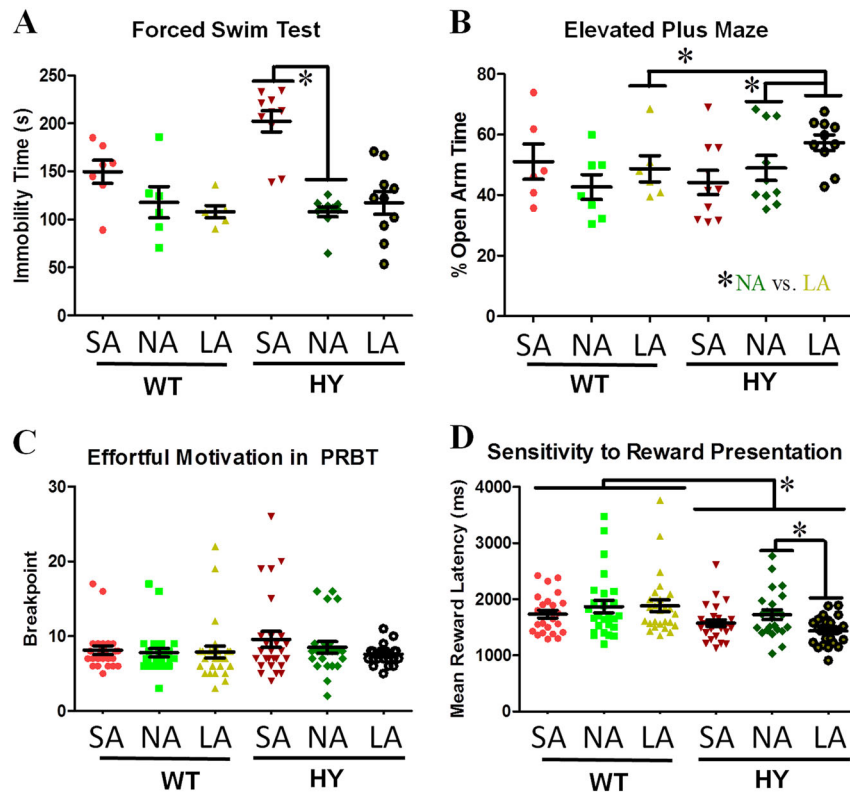 A
Forced Swim Test
Immobility Time (s)
250
200
150
100
50
0
*
SA NA LA SA NA LA
WT HY
B
Elevated Plus Maze
% Open Arm Time
80
60
40
20
0
*
*
*NA vs. LA
SA NA LA SA NA LA
WT HY
C
Effortful Motivation in PRBT
Breakpoint
30
20
10
0
SA NA LA SA NA LA
WT HY
D
Sensitivity to Reward Presentation
Mean Reward Latency (ms)
4000
3000
2000
1000
0
*
*
SA NA LA SA NA LA
WT HY